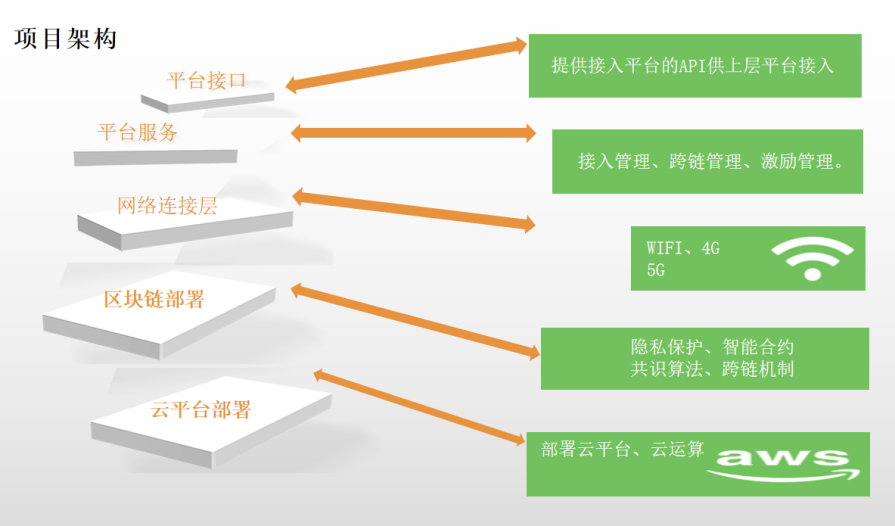 项目架构
平台接口
提供接入平台的API供上层平台接入
平台服务
接入管理、跨链管理、激励管理。
网络连接层
WIFI、4G
5G
区块链部署
隐私保护、智能合约
共识算法、跨链机制
云平台部署
部署云平台、云运算
aws